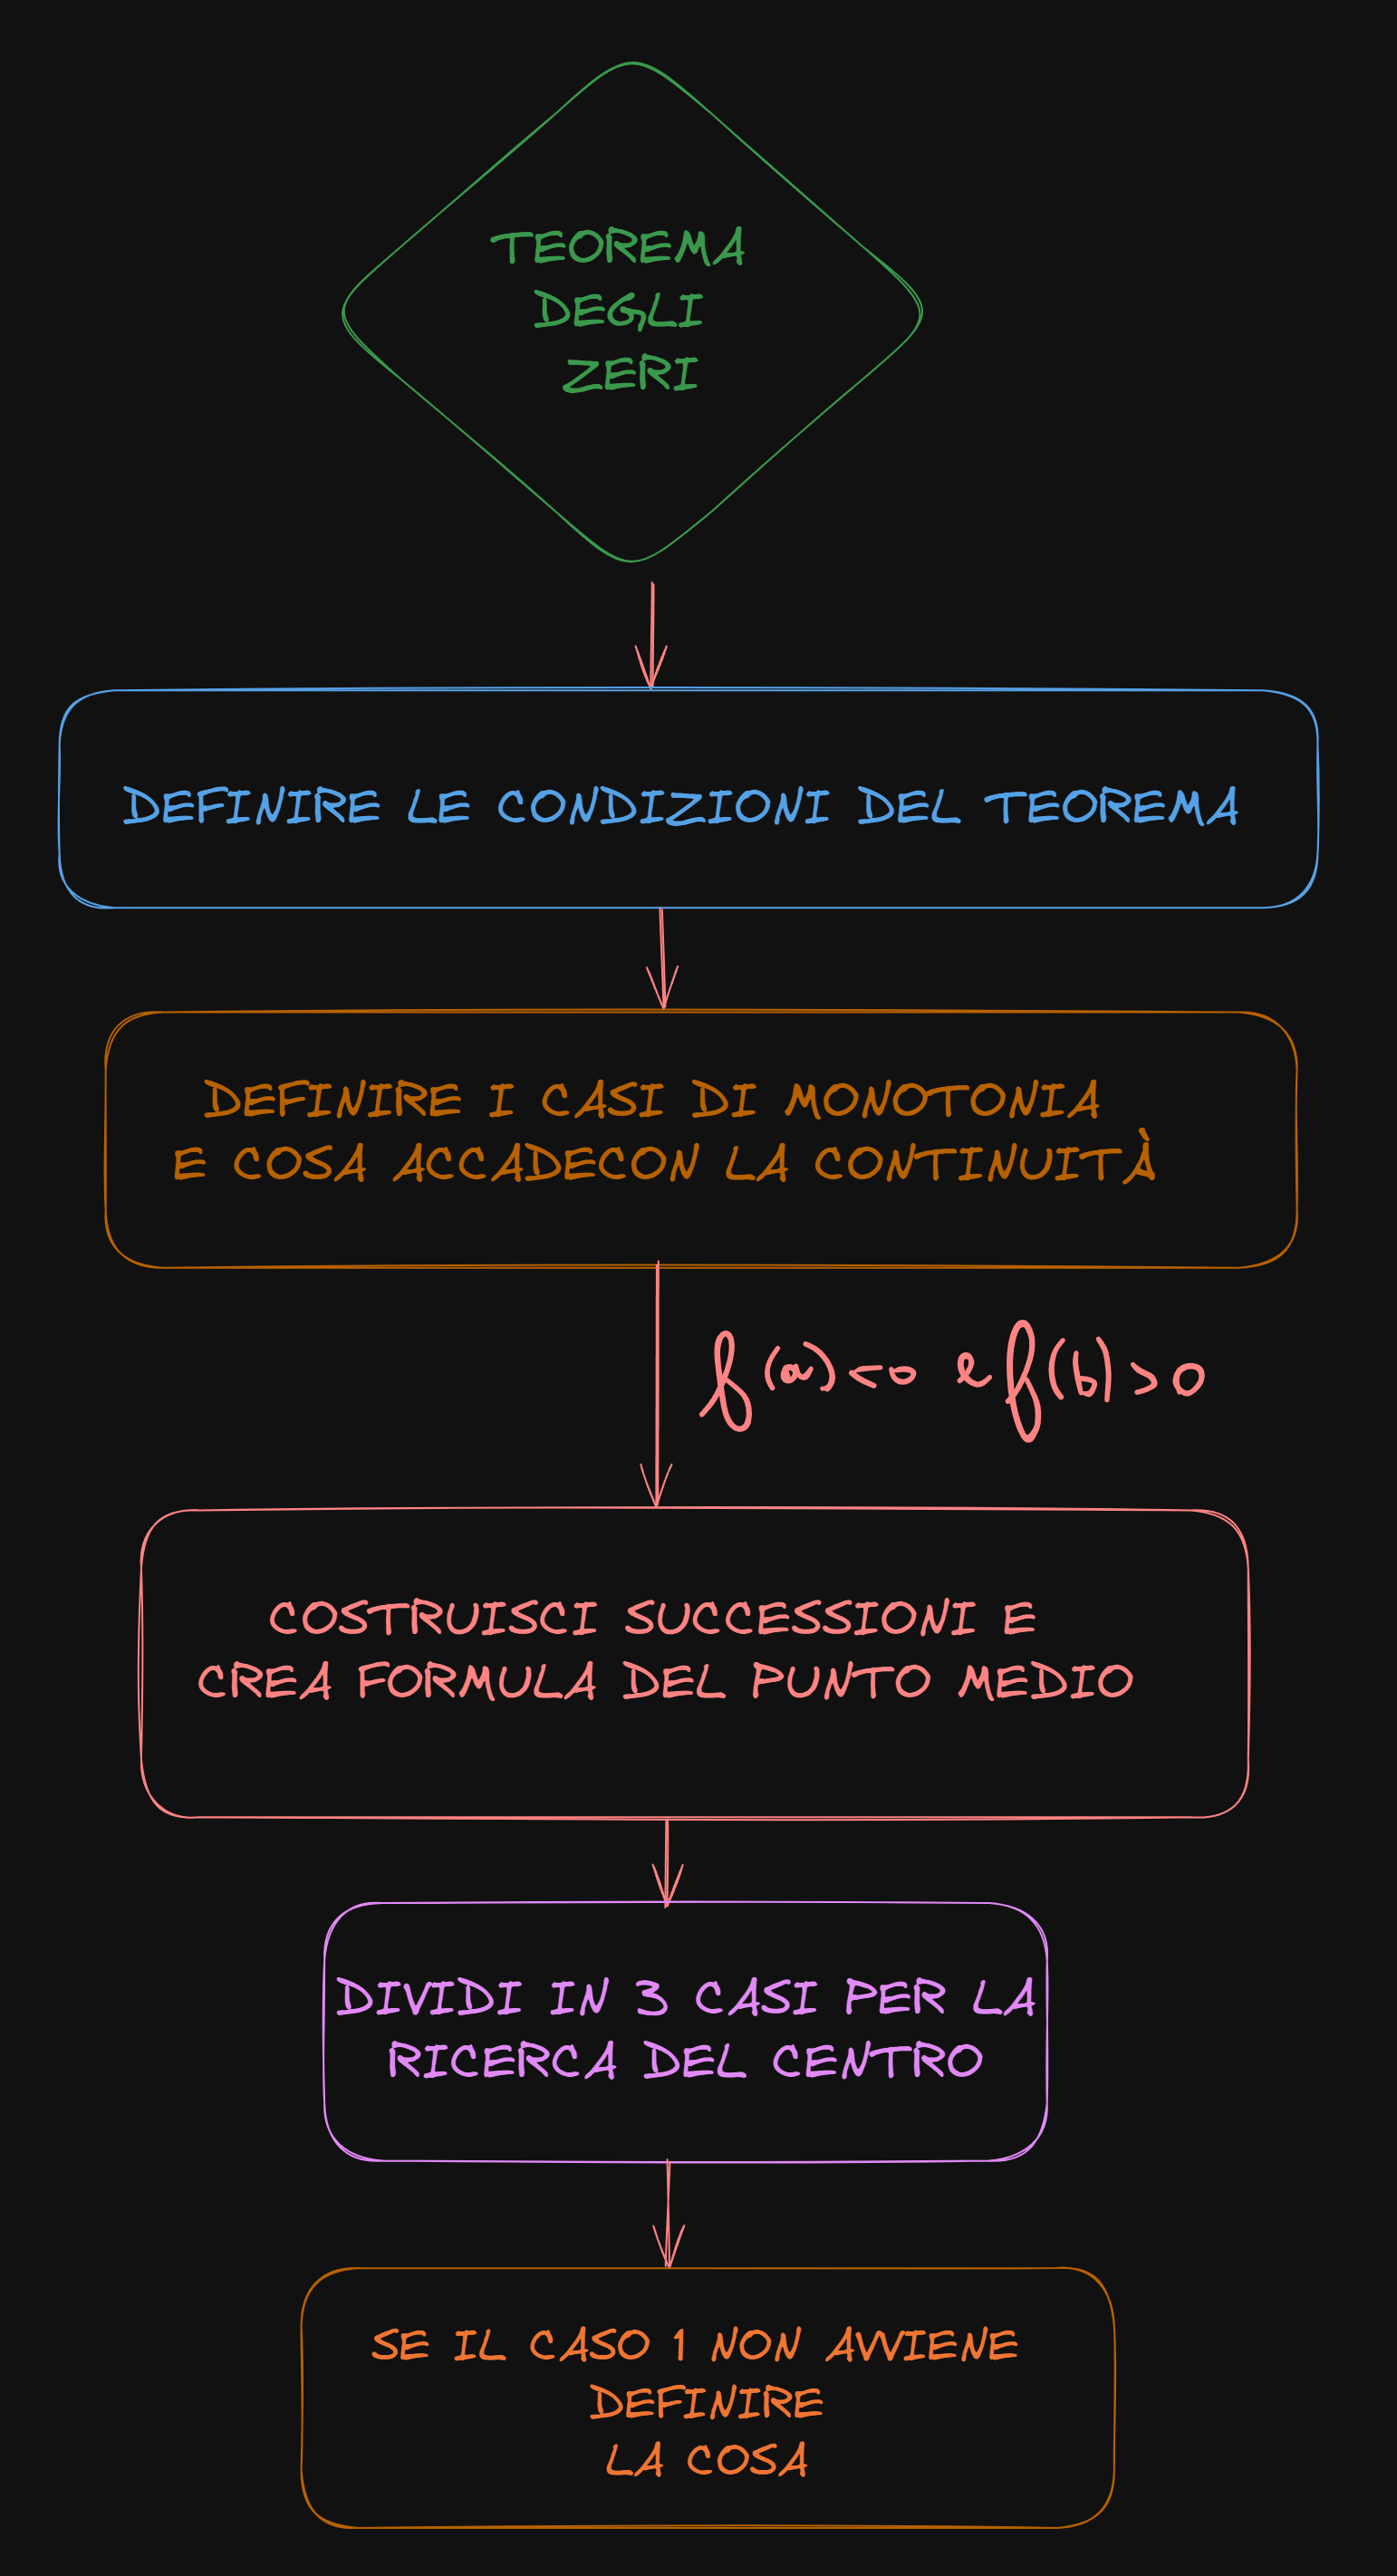 TEOREMA
DEGLI
ZERI
DEFINIRE LE CONDIZIONI DEL TEOREMA
DEFINIRE I CASI DI MONOTONIA
E COSA ACCADECON LA CONTINUITÀ
f(a)<0 e f(b)>0
COSTRUISCI SUCCESSIONI E
CREA FORMULA DEL PUNTO MEDIO
DIVIDI IN 3 CASI PER LA
RICERCA DEL CENTRO
SE IL CASO 1 NON AVVIENE
DEFINIRE
LA COSA